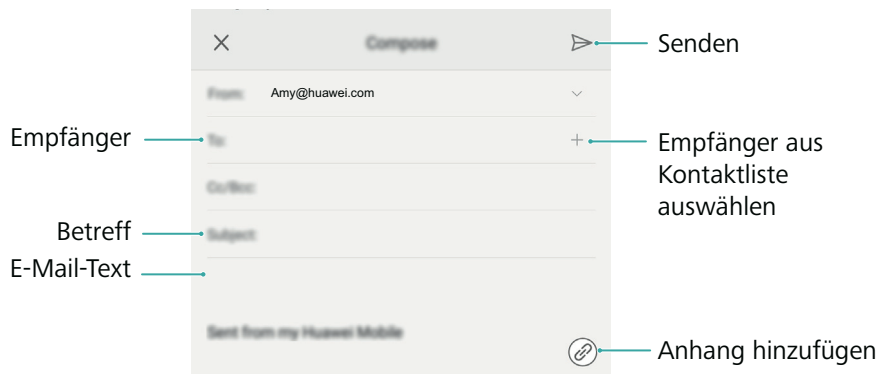 Compose
Senden
From:
Amy@huawei.com
Empfänger
To:
Empfänger aus
Kontaktliste
auswählen
Cc/Bcc:
Betreff
Subject:
E-Mail-Text
Sent from my Huawei Mobile
Anhang hinzufügen